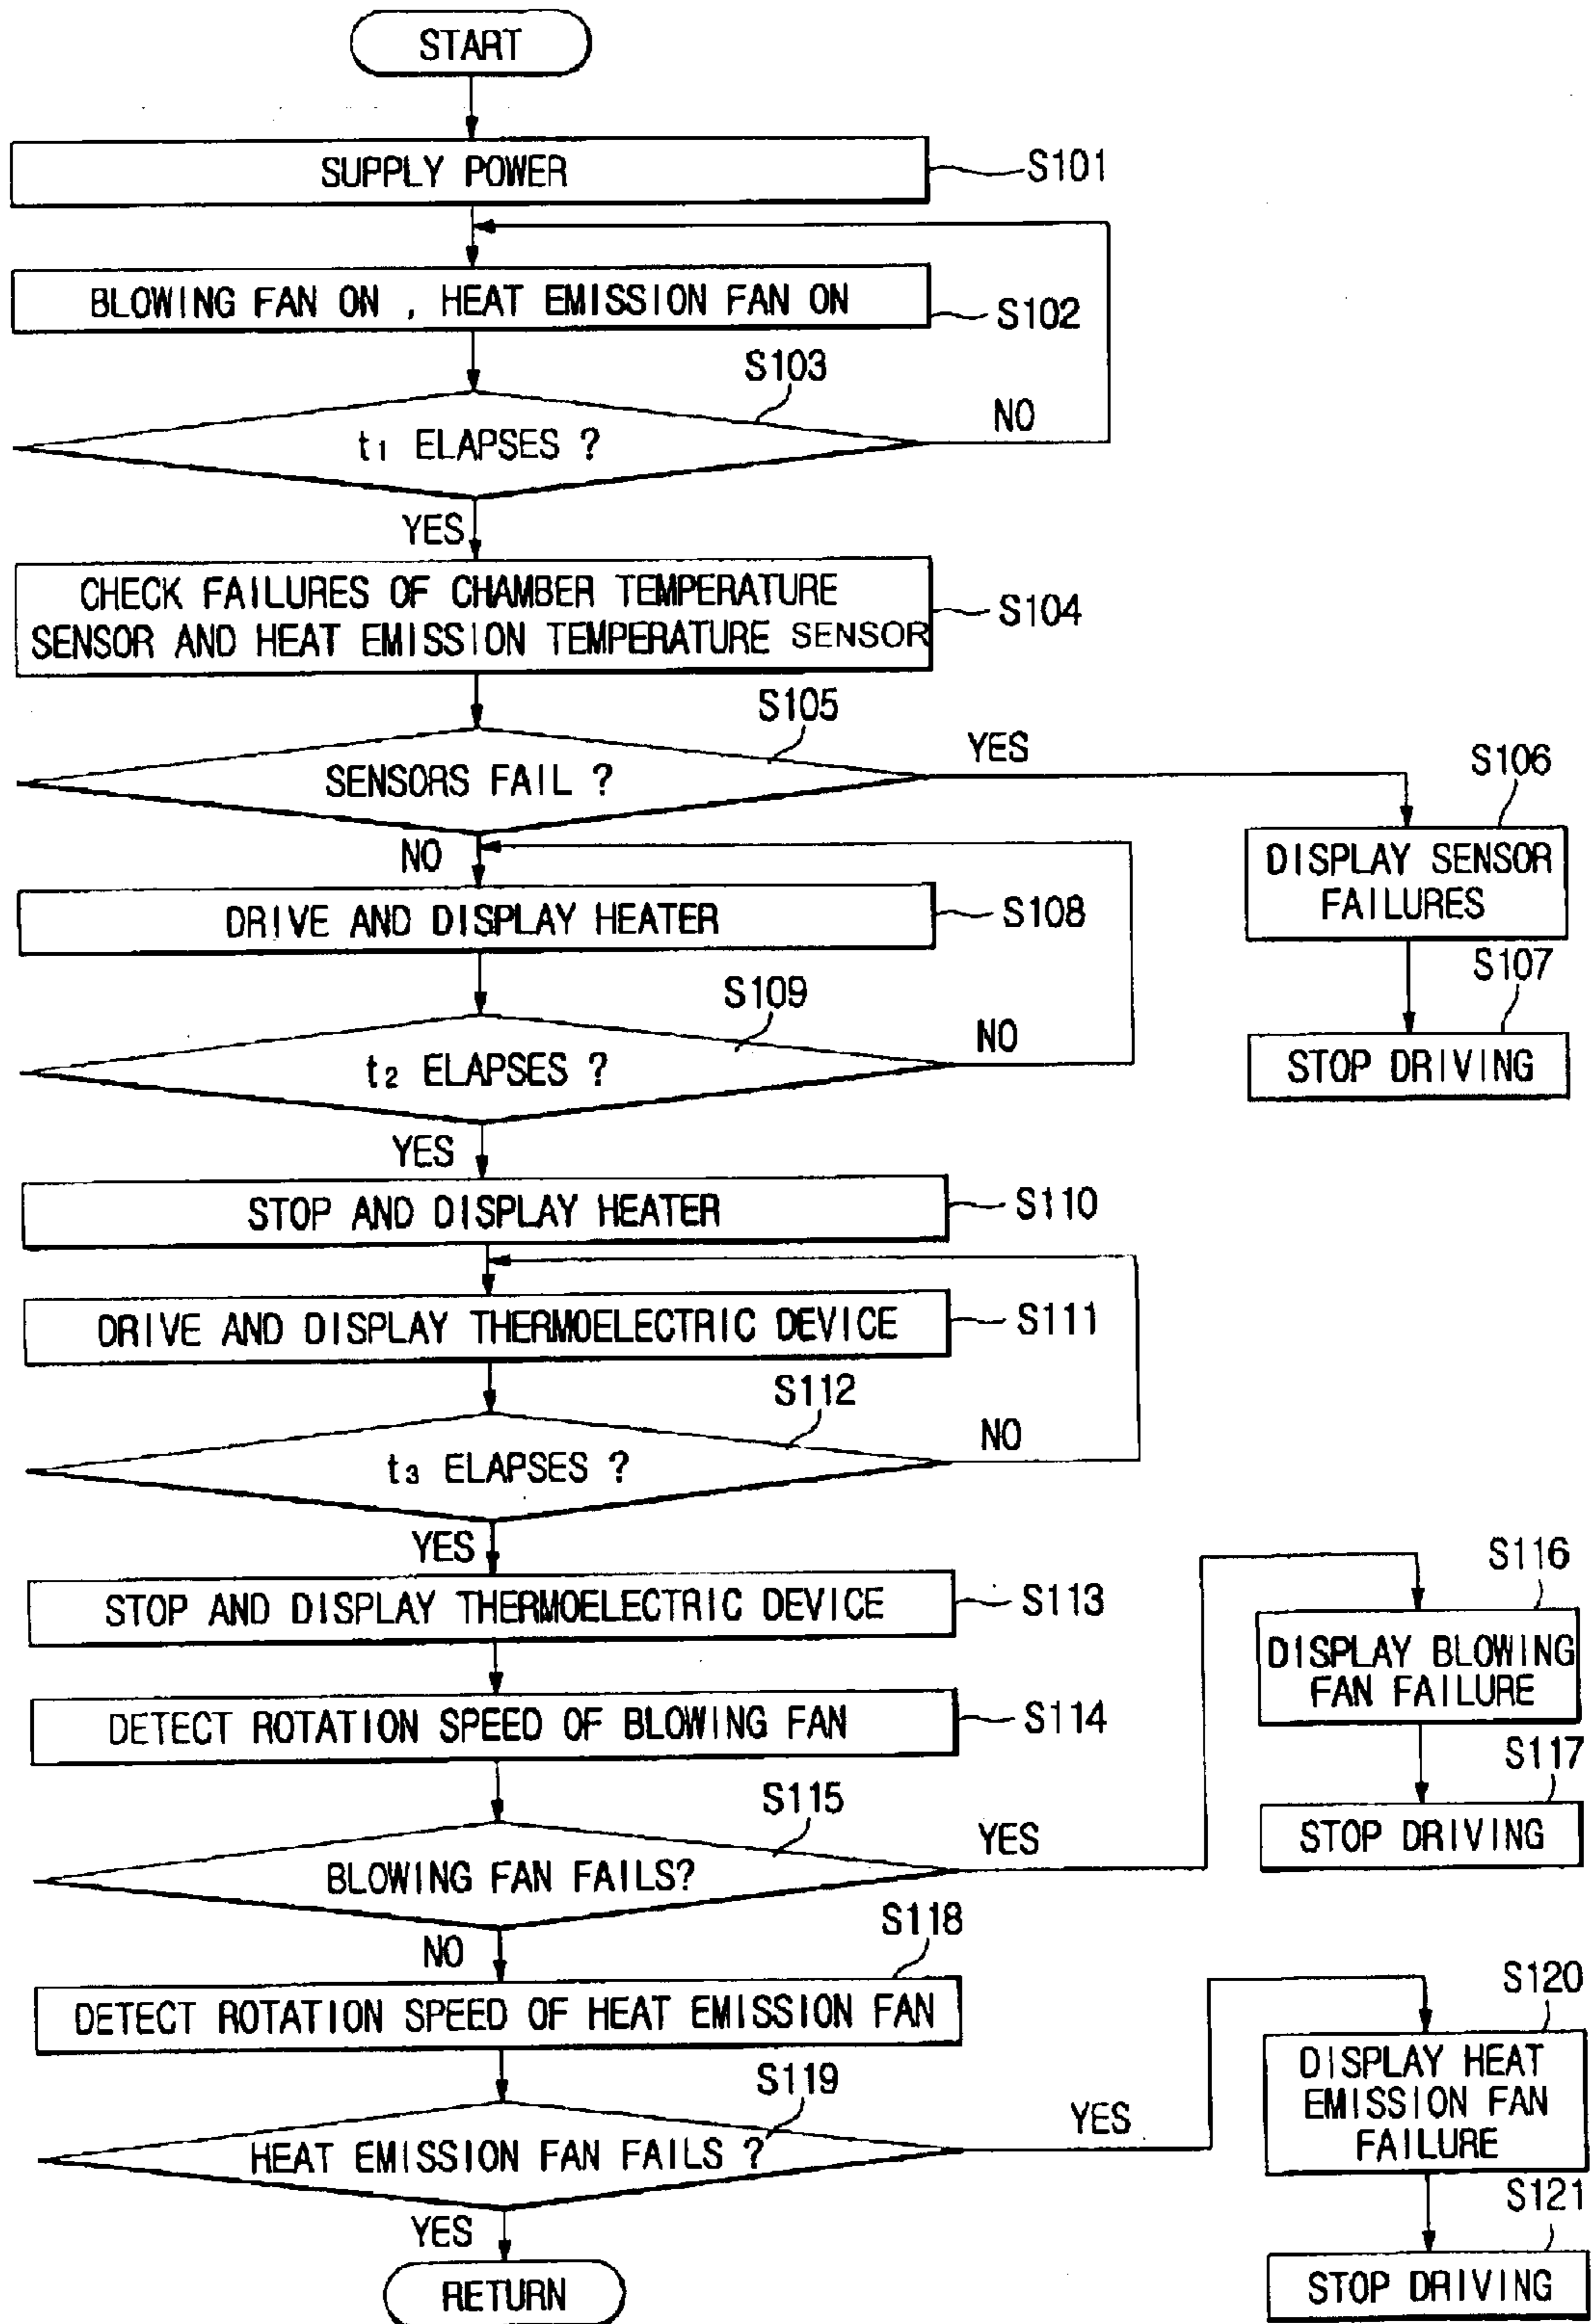 START
SUPPLY POWER
S101
BLOWING FAN ON , HEAT EMISSION FAN ON
S102
S103
t1 ELAPSES ?
NO
YES
CHECK FAILURES OF CHAMBER TEMPERATURE
SENSOR AND HEAT EMISSION TEMPERATURE SENSOR
S104
S105
SENSORS FAIL ?
YES
NO
S106
DISPLAY SENSOR
FAILURES
S107
STOP DRIVING
DRIVE AND DISPLAY HEATER
S108
S109
t2 ELAPSES ?
NO
YES
STOP AND DISPLAY HEATER
S110
DRIVE AND DISPLAY THERMOELECTRIC DEVICE
S111
S112
t3 ELAPSES ?
NO
YES
STOP AND DISPLAY THERMOELECTRIC DEVICE
S113
DETECT ROTATION SPEED OF BLOWING FAN
S114
S115
BLOWING FAN FAILS?
YES
NO
S116
DISPLAY BLOWING
FAN FAILURE
S117
STOP DRIVING
S118
DETECT ROTATION SPEED OF HEAT EMISSION FAN
S119
HEAT EMISSION FAN FAILS ?
YES
YES
S120
DISPLAY HEAT
EMISSION FAN
FAILURE
S121
STOP DRIVING
RETURN